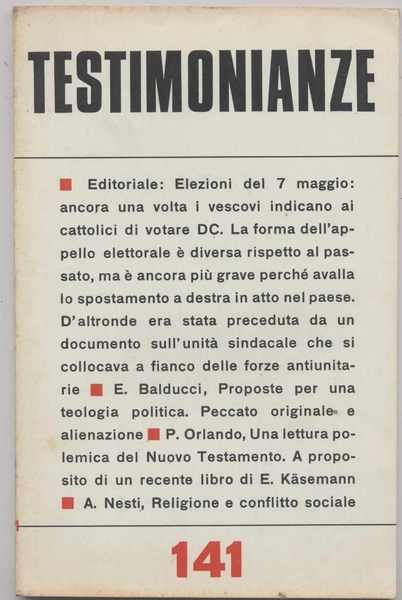 TESTIMONIANZE
■ Editoriale: Elezioni del 7 maggio:
ancora una volta i vescovi indicano ai
cattolici di votare DC. La forma dell'ap-
pello elettorale è diversa rispetto al pas-
sato, ma è ancora più grave perché avalla
lo spostamento a destra in atto nel paese.
D'altronde era stata preceduta da un
documento sull'unità sindacale che si
collocava a fianco delle forze antiunita-
rie ■ E. Balducci, Proposte per una
teologia politica. Peccato originale e
alienazione ■ P. Orlando, Una lettura po-
lemica del Nuovo Testamento. A propo-
sito di un recente libro di E. Käsemann
■ A. Nesti, Religione e conflitto sociale
141